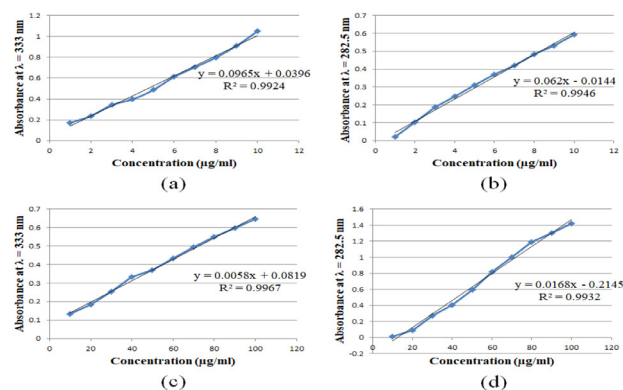 Absorbance at λ = 333 nm
1.2
1
0.8
0.6
0.4
0.2
0
y = 0.0965x + 0.0396
R² = 0.9924
0 2 4 6 8 10 12
Concentration (µg/ml)
(a)
Absorbance at λ = 282.5 nm
0.7
0.6
0.5
0.4
0.3
0.2
0.1
0
y = 0.062x - 0.0144
R² = 0.9946
0 2 4 6 8 10 12
Concentration (µg/ml)
(b)
Absorbance at λ = 333 nm
0.7
0.6
0.5
0.4
0.3
0.2
0.1
0
y = 0.0058x + 0.0819
R² = 0.9967
0 20 40 60 80 100 120
Concentration (µg/ml)
(c)
Absorbance at λ = 282.5 nm
1.6
1.4
1.2
1
0.8
0.6
0.4
0.2
0
-0.2
y = 0.0168x - 0.2145
R² = 0.9932
0 20 40 60 80 100 120
Concentration (µg/ml)
(d)